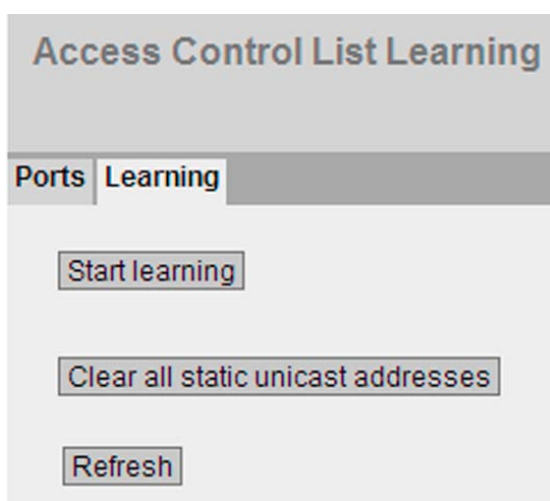 Access Control List Learning
Ports Learning
Start learning
Clear all static unicast addresses
Refresh